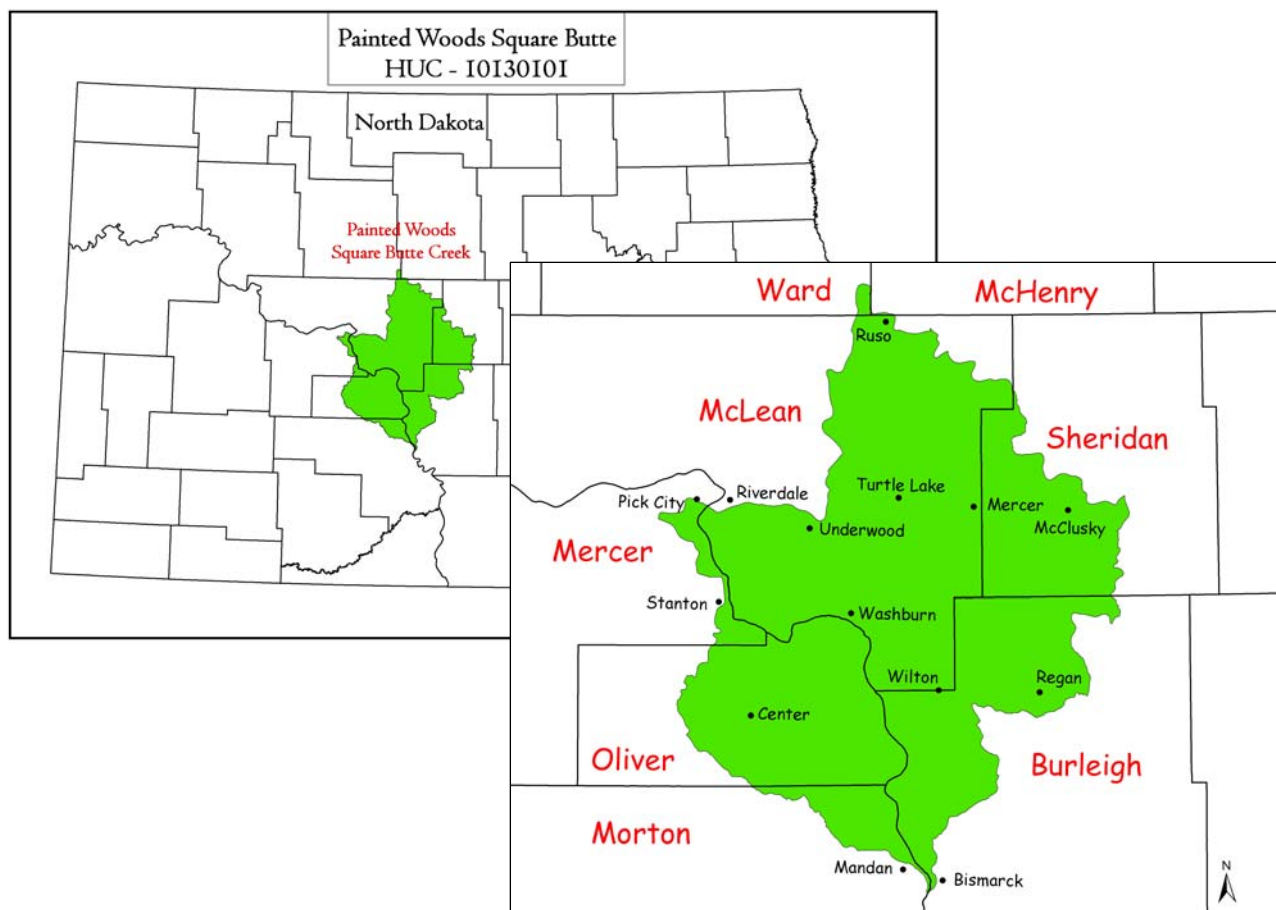 Painted Woods Square Butte
HUC - 10130101
North Dakota
Painted Woods
Square Butte Creek
Ward
McHenry
Ruso
McLean
Sheridan
Pick City
Riverdale
Turtle Lake
Mercer
McClusky
Underwood
Mercer
Stanton
Washburn
Wilton
Regan
Center
Oliver
Burleigh
Morton
Mandan
Bismarck
N